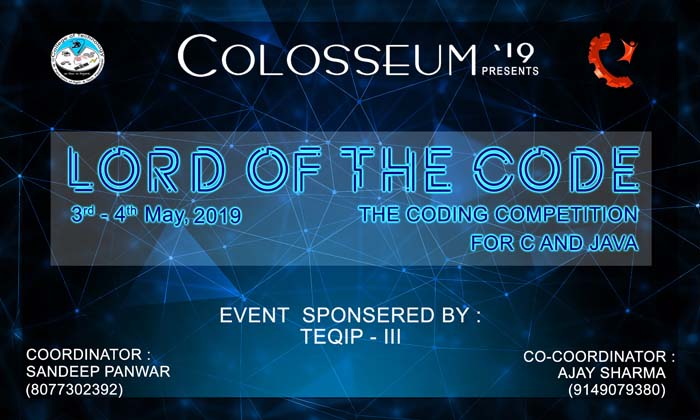 COLOSSEUM '19
PRESENTS
LORD OF THE CODE
3rd - 4th May, 2019
THE CODING COMPETITION
FOR C AND JAVA
EVENT SPONSERED BY :
TEQIP - III
COORDINATOR :
SANDEEP PANWAR
(8077302392)
CO-COORDINATOR :
AJAY SHARMA
(9149079380)